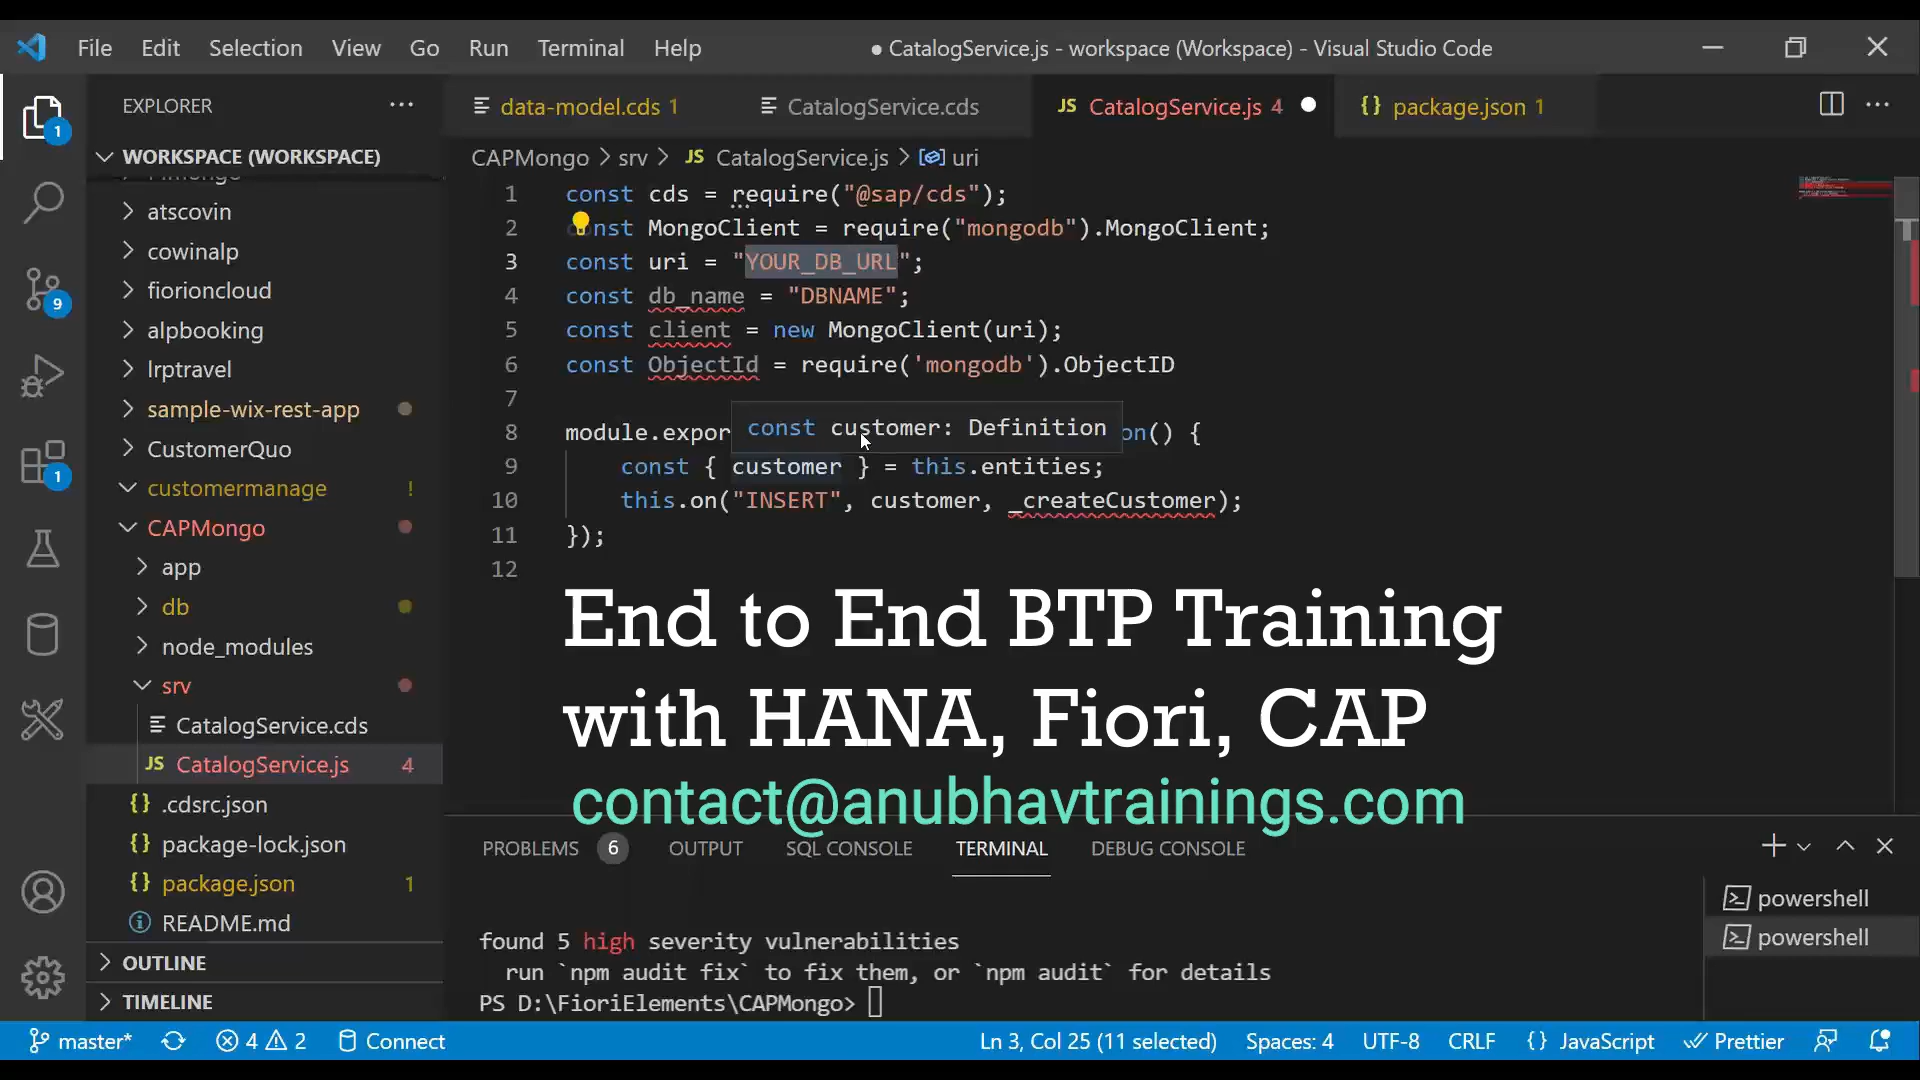 File Edit Selection View Go Run Terminal Help ● CatalogService.js - workspace (Workspace) - Visual Studio Code
EXPLORER ...
data-model.cds 1 CatalogService.cds JS CatalogService.js 4 {} package.json 1 ...
WORKSPACE (WORKSPACE)
CAPMongo > srv > JS CatalogService.js > uri
atscovin
cowinalp
fiorioncloud
alpbooking
lrptravel
sample-wix-rest-app
CustomerQuo
customermanage !
CAPMongo
app
db
node_modules
srv
CatalogService.cds
JS CatalogService.js 4
{} .cdsrc.json
{} package-lock.json
{} package.json 1
README.md
OUTLINE
TIMELINE
1
9
1
1 const cds = require("@sap/cds");
2 nst MongoClient = require("mongodb").MongoClient;
3 const uri = "YOUR_DB_URL";
4 const db_name = "DBNAME";
5 const client = new MongoClient(uri);
6 const ObjectId = require('mongodb').ObjectID
7
const customer: Definition
8 module.expor on() {
9 const { customer } = this.entities;
10 this.on("INSERT", customer, _createCustomer);
11 });
12
End to End BTP Training
with HANA, Fiori, CAP
contact@anubhavtrainings.com
PROBLEMS 6 OUTPUT SQL CONSOLE TERMINAL DEBUG CONSOLE
found 5 high severity vulnerabilities
run `npm audit fix` to fix them, or `npm audit` for details
PS D:\FioriElements\CAPMongo>
powershell
powershell
master* 4 2 Connect Ln 3, Col 25 (11 selected) Spaces: 4 UTF-8 CRLF {} JavaScript Prettier